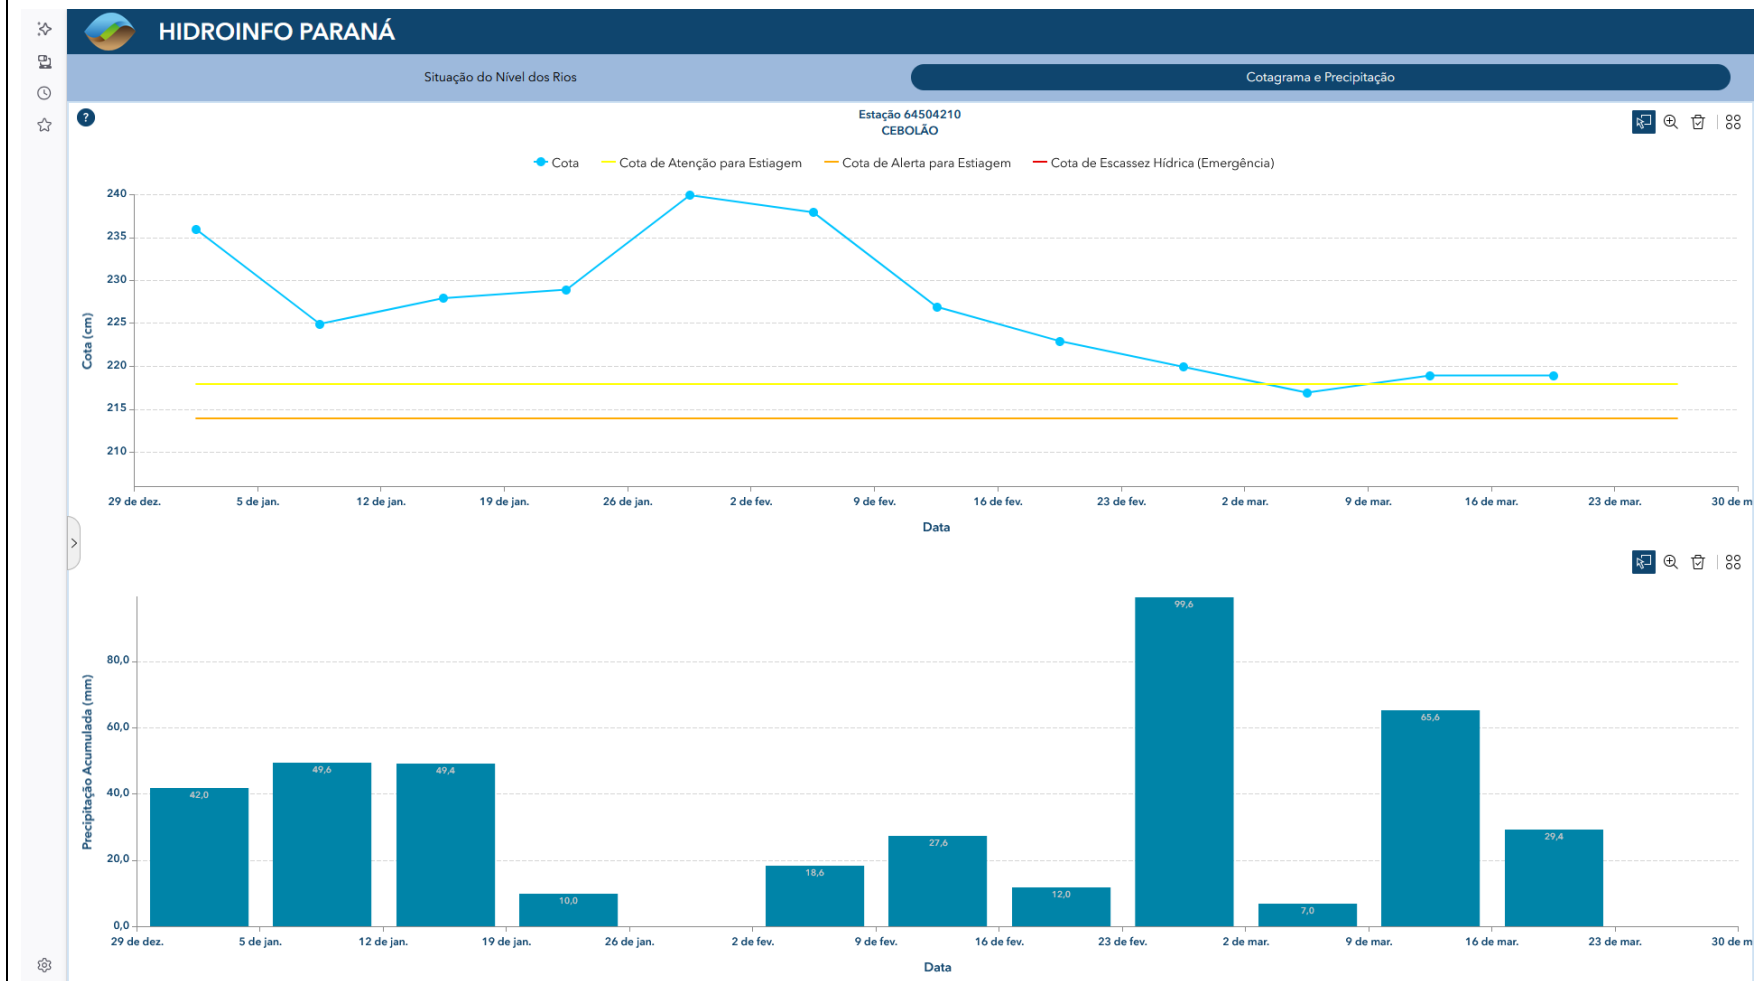 HIDROINFO PARANÁ
Situação do Nível dos Rios
Cotagrama e Precipitação
?
Estação 64504210
CEBOLÃO
Cota
Cota de Atenção para Estiagem
Cota de Alerta para Estiagem
Cota de Escassez Hídrica (Emergência)
Cota (cm)
240
235
230
225
220
215
210
29 de dez.
5 de jan.
12 de jan.
19 de jan.
26 de jan.
2 de fev.
9 de fev.
16 de fev.
23 de fev.
2 de mar.
9 de mar.
16 de mar.
23 de mar.
30 de m
Data
Precipitação Acumulada (mm)
80,0
60,0
40,0
20,0
0,0
42,0
49,6
49,4
10,0
18,6
27,6
12,0
99,6
7,0
65,6
29,4
29 de dez.
5 de jan.
12 de jan.
19 de jan.
26 de jan.
2 de fev.
9 de fev.
16 de fev.
23 de fev.
2 de mar.
9 de mar.
16 de mar.
23 de mar.
30 de m
Data